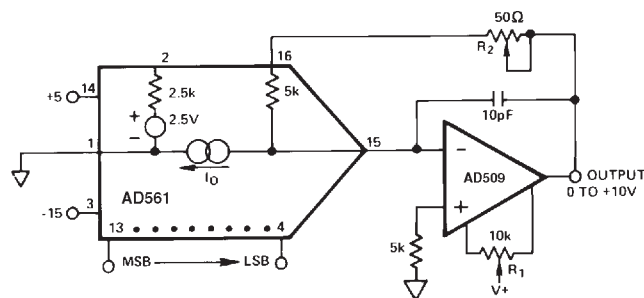 2
16
50Ω
R2
14
+5
2.5k
+
2.5V
−
5k
10pF
1
15
−
IO
AD509
OUTPUT
0 TO +10V
AD561
3
-15
+
13
4
5k
10k
R1
MSB
LSB
V+